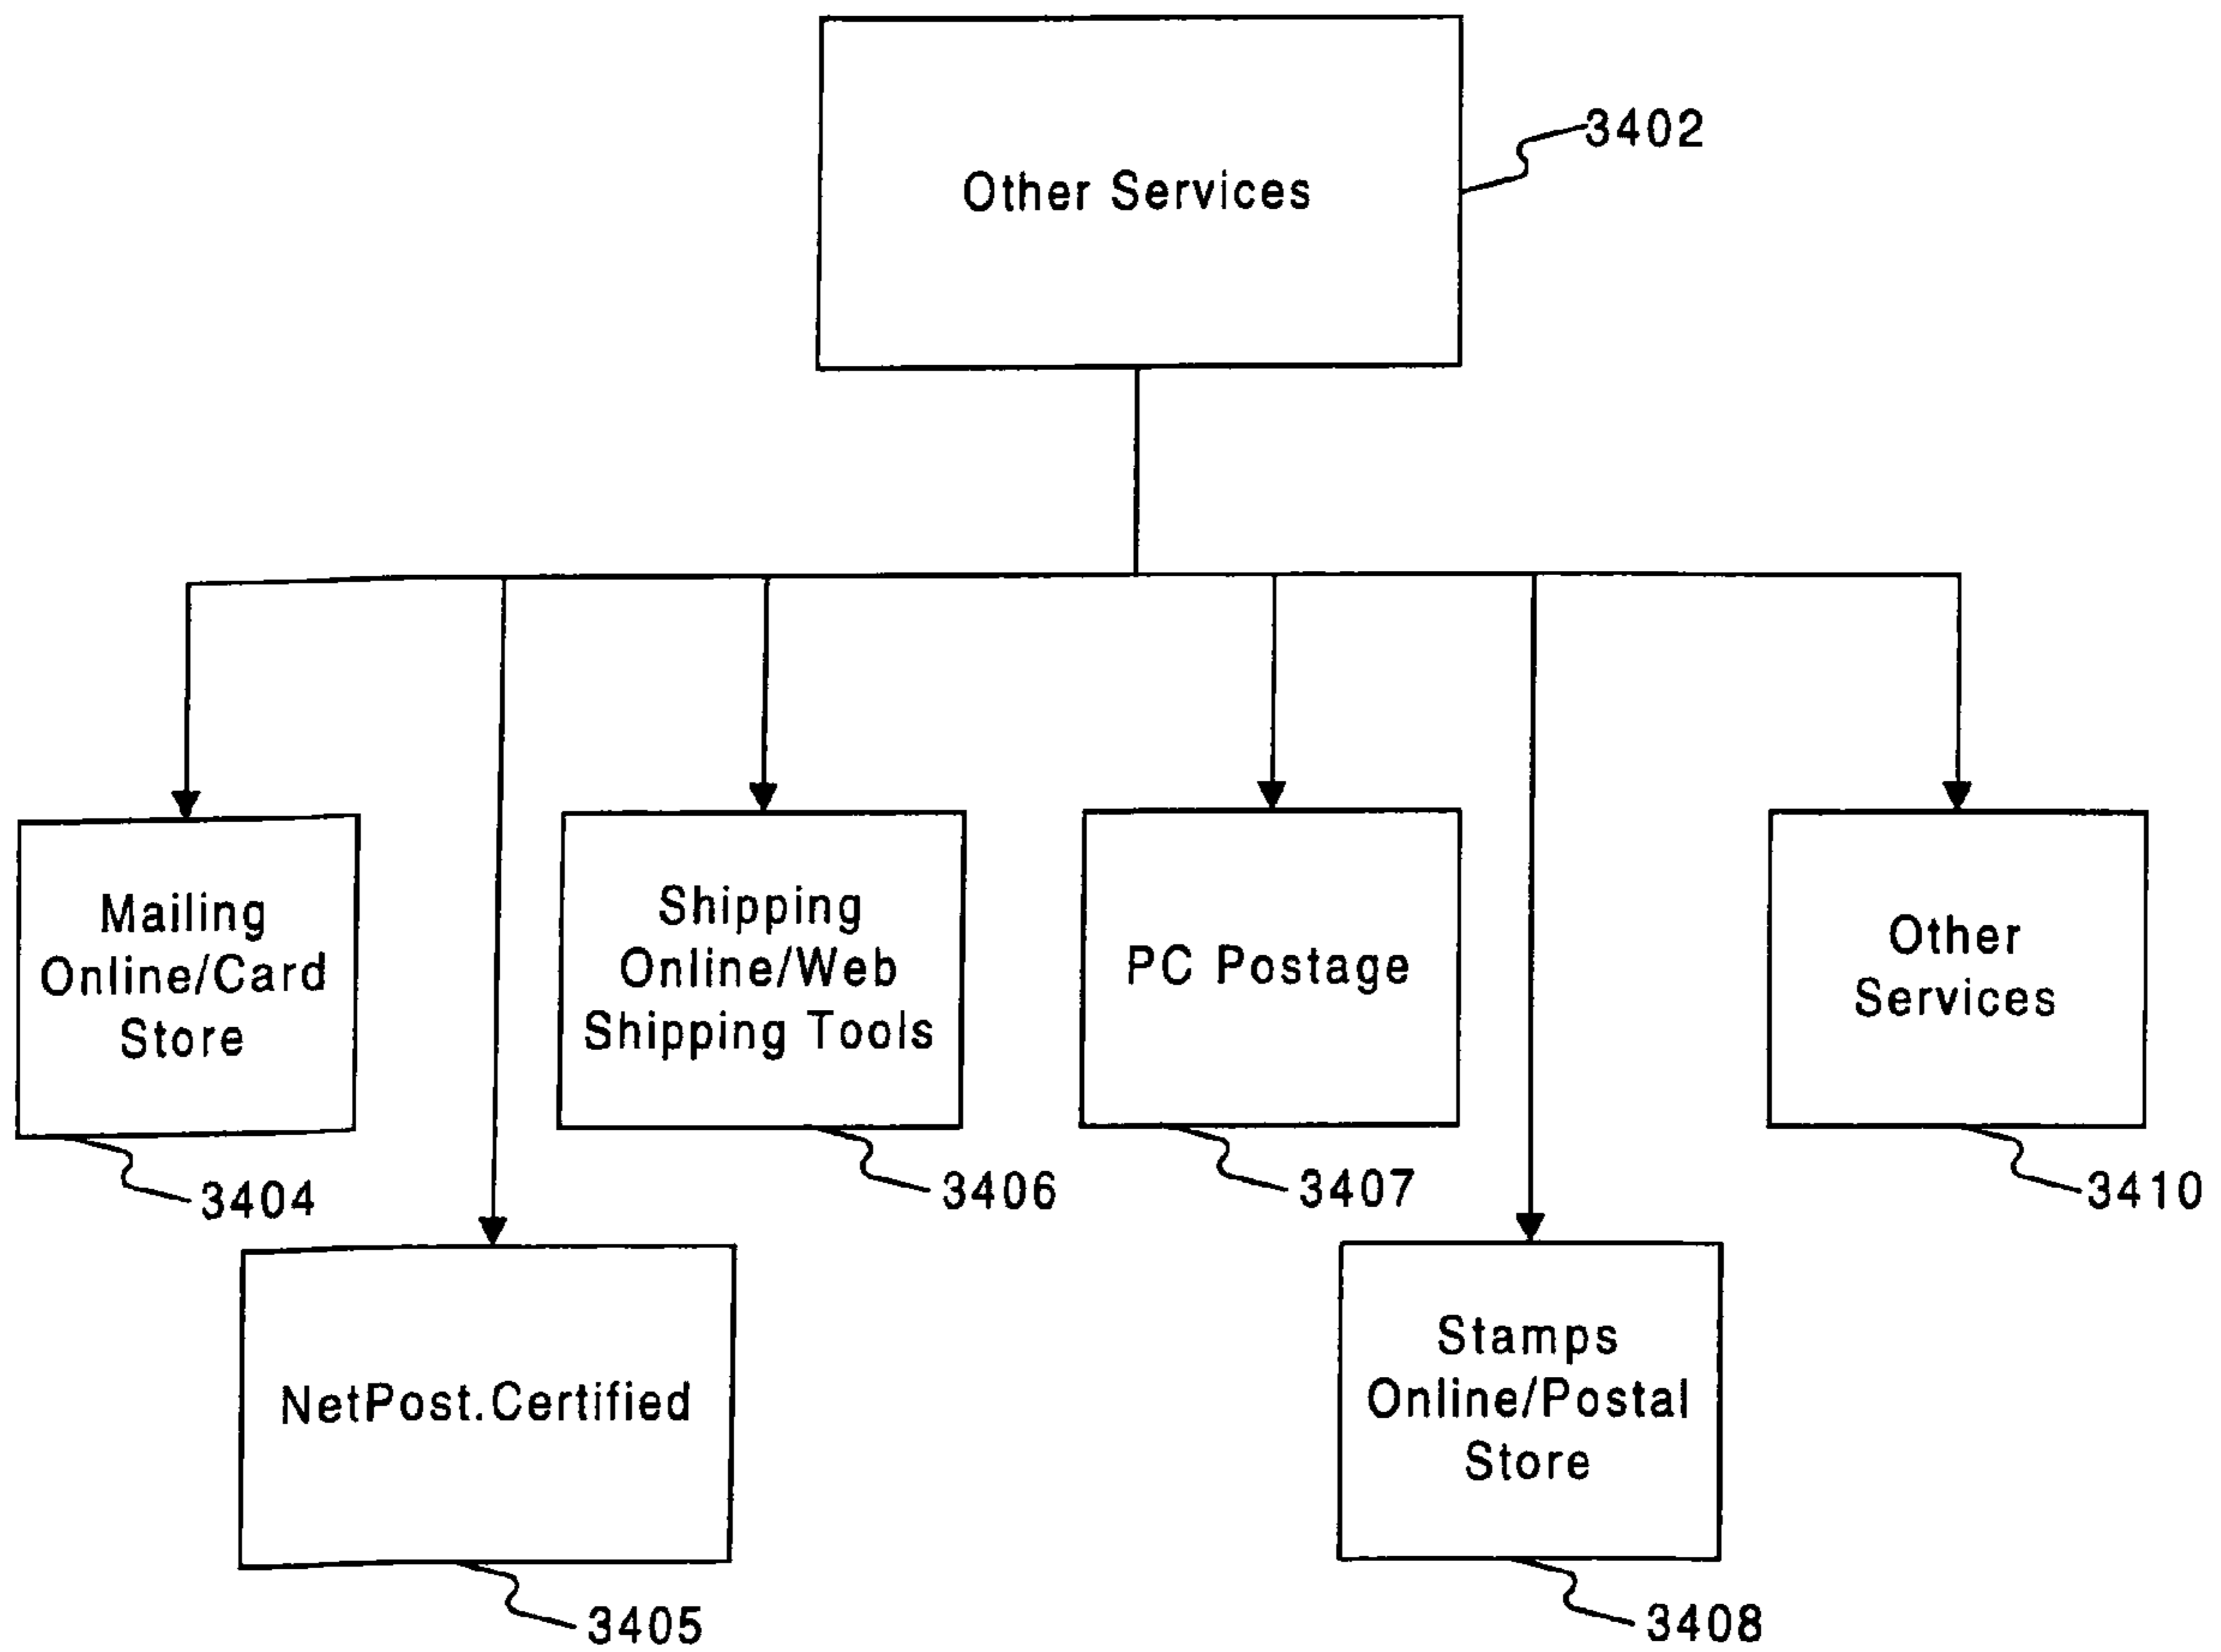 Other Services
3402
Mailing
Online/Card
Store
3404
Shipping
Online/Web
Shipping Tools
3406
PC Postage
3407
Other
Services
3410
NetPost.Certified
3405
Stamps
Online/Postal
Store
3408